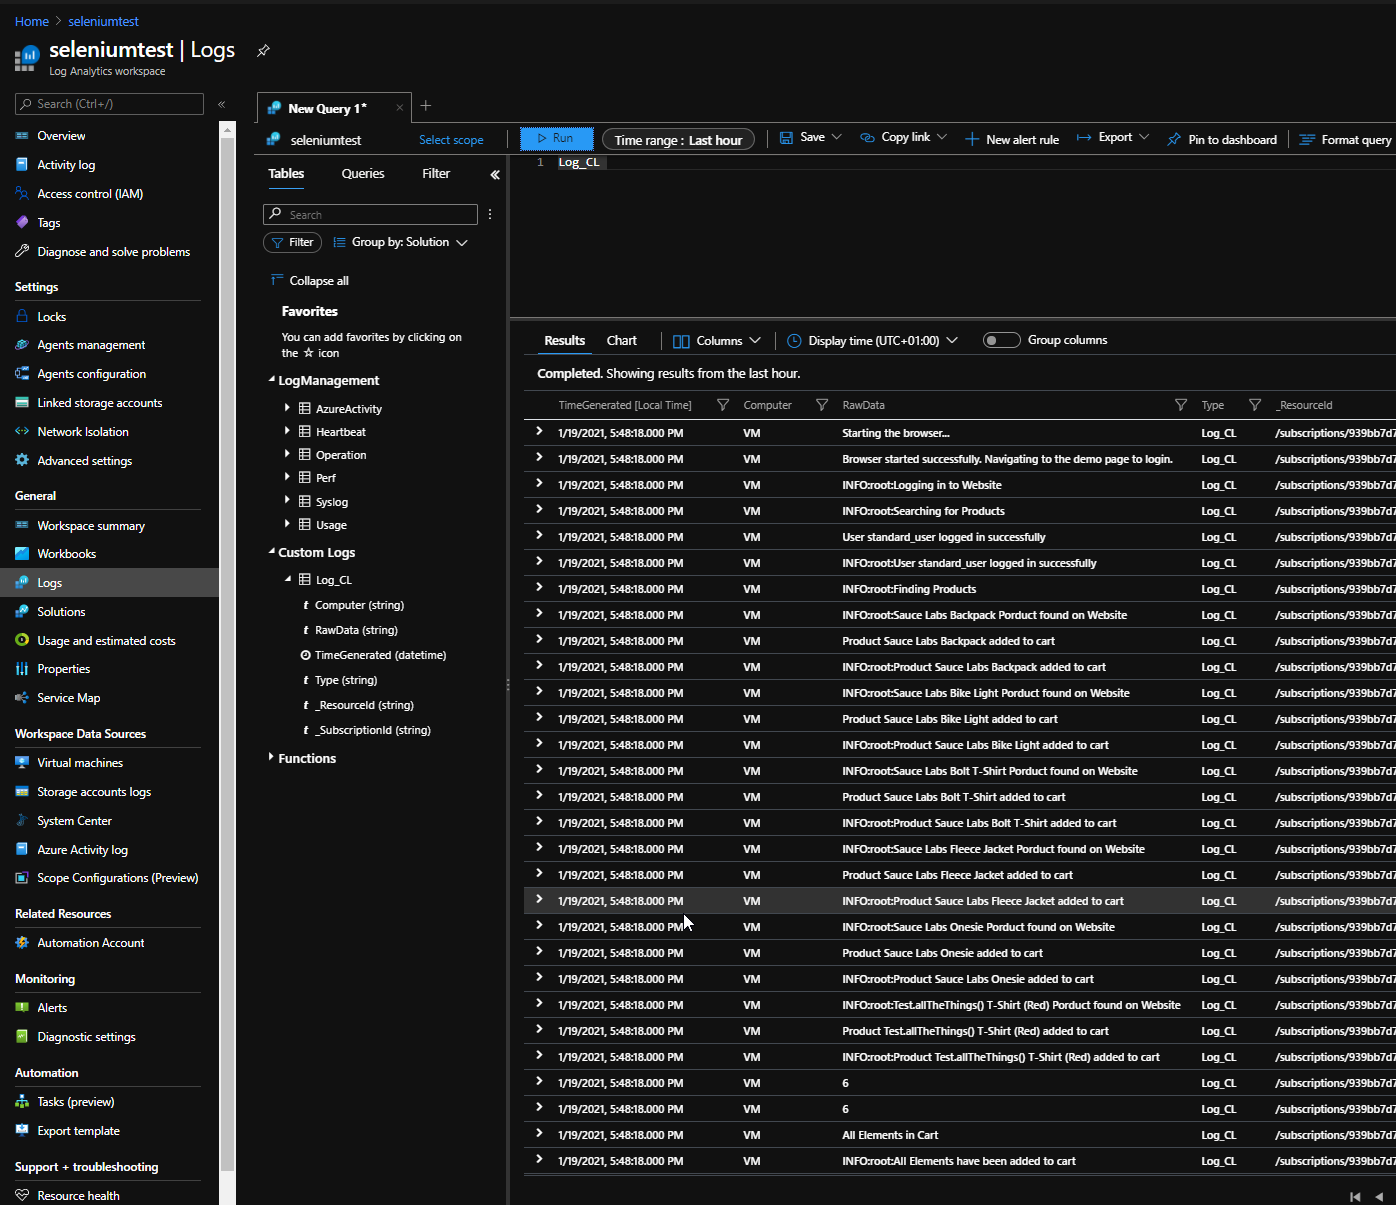 Home > seleniumtest
seleniumtest | Logs
Log Analytics workspace
Search (Ctrl+/)
«
Overview
Activity log
Access control (IAM)
Tags
Diagnose and solve problems
Settings
Locks
Agents management
Agents configuration
Linked storage accounts
Network Isolation
Advanced settings
General
Workspace summary
Workbooks
Logs
Solutions
Usage and estimated costs
Properties
Service Map
Workspace Data Sources
Virtual machines
Storage accounts logs
System Center
Azure Activity log
Scope Configurations (Preview)
Related Resources
Automation Account
Monitoring
Alerts
Diagnostic settings
Automation
Tasks (preview)
Export template
Support + troubleshooting
Resource health
New Query 1* × +
seleniumtest Select scope
Run Time range : Last hour Save Copy link New alert rule Export Pin to dashboard Format query
Tables Queries Filter «
Search
Filter Group by: Solution
Collapse all
Favorites
You can add favorites by clicking on
the ☆ icon
LogManagement
AzureActivity
Heartbeat
Operation
Perf
Syslog
Usage
Custom Logs
Log_CL
t Computer (string)
t RawData (string)
TimeGenerated (datetime)
t Type (string)
t _ResourceId (string)
t _SubscriptionId (string)
Functions
1 Log_CL
Results Chart Columns Display time (UTC+01:00) Group columns
Completed. Showing results from the last hour.
TimeGenerated [Local Time] Computer RawData Type _ResourceId
1/19/2021, 5:48:18.000 PM VM Starting the browser... Log_CL /subscriptions/939bb7d7
1/19/2021, 5:48:18.000 PM VM Browser started successfully. Navigating to the demo page to login. Log_CL /subscriptions/939bb7d7
1/19/2021, 5:48:18.000 PM VM INFO:root:Logging in to Website Log_CL /subscriptions/939bb7d7
1/19/2021, 5:48:18.000 PM VM INFO:root:Searching for Products Log_CL /subscriptions/939bb7d7
1/19/2021, 5:48:18.000 PM VM User standard_user logged in successfully Log_CL /subscriptions/939bb7d7
1/19/2021, 5:48:18.000 PM VM INFO:root:User standard_user logged in successfully Log_CL /subscriptions/939bb7d7
1/19/2021, 5:48:18.000 PM VM INFO:root:Finding Products Log_CL /subscriptions/939bb7d7
1/19/2021, 5:48:18.000 PM VM INFO:root:Sauce Labs Backpack Porduct found on Website Log_CL /subscriptions/939bb7d7
1/19/2021, 5:48:18.000 PM VM Product Sauce Labs Backpack added to cart Log_CL /subscriptions/939bb7d7
1/19/2021, 5:48:18.000 PM VM INFO:root:Product Sauce Labs Backpack added to cart Log_CL /subscriptions/939bb7d7
1/19/2021, 5:48:18.000 PM VM INFO:root:Sauce Labs Bike Light Porduct found on Website Log_CL /subscriptions/939bb7d7
1/19/2021, 5:48:18.000 PM VM Product Sauce Labs Bike Light added to cart Log_CL /subscriptions/939bb7d7
1/19/2021, 5:48:18.000 PM VM INFO:root:Product Sauce Labs Bike Light added to cart Log_CL /subscriptions/939bb7d7
1/19/2021, 5:48:18.000 PM VM INFO:root:Sauce Labs Bolt T-Shirt Porduct found on Website Log_CL /subscriptions/939bb7d7
1/19/2021, 5:48:18.000 PM VM Product Sauce Labs Bolt T-Shirt added to cart Log_CL /subscriptions/939bb7d7
1/19/2021, 5:48:18.000 PM VM INFO:root:Product Sauce Labs Bolt T-Shirt added to cart Log_CL /subscriptions/939bb7d7
1/19/2021, 5:48:18.000 PM VM INFO:root:Sauce Labs Fleece Jacket Porduct found on Website Log_CL /subscriptions/939bb7d7
1/19/2021, 5:48:18.000 PM VM Product Sauce Labs Fleece Jacket added to cart Log_CL /subscriptions/939bb7d7
1/19/2021, 5:48:18.000 PM VM INFO:root:Product Sauce Labs Fleece Jacket added to cart Log_CL /subscriptions/939bb7d7
1/19/2021, 5:48:18.000 PM VM INFO:root:Sauce Labs Onesie Porduct found on Website Log_CL /subscriptions/939bb7d7
1/19/2021, 5:48:18.000 PM VM Product Sauce Labs Onesie added to cart Log_CL /subscriptions/939bb7d7
1/19/2021, 5:48:18.000 PM VM INFO:root:Product Sauce Labs Onesie added to cart Log_CL /subscriptions/939bb7d7
1/19/2021, 5:48:18.000 PM VM INFO:root:Test.allTheThings() T-Shirt (Red) Porduct found on Website Log_CL /subscriptions/939bb7d7
1/19/2021, 5:48:18.000 PM VM Product Test.allTheThings() T-Shirt (Red) added to cart Log_CL /subscriptions/939bb7d7
1/19/2021, 5:48:18.000 PM VM INFO:root:Product Test.allTheThings() T-Shirt (Red) added to cart Log_CL /subscriptions/939bb7d7
1/19/2021, 5:48:18.000 PM VM 6 Log_CL /subscriptions/939bb7d7
1/19/2021, 5:48:18.000 PM VM 6 Log_CL /subscriptions/939bb7d7
1/19/2021, 5:48:18.000 PM VM All Elements in Cart Log_CL /subscriptions/939bb7d7
1/19/2021, 5:48:18.000 PM VM INFO:root:All Elements have been added to cart Log_CL /subscriptions/939bb7d7